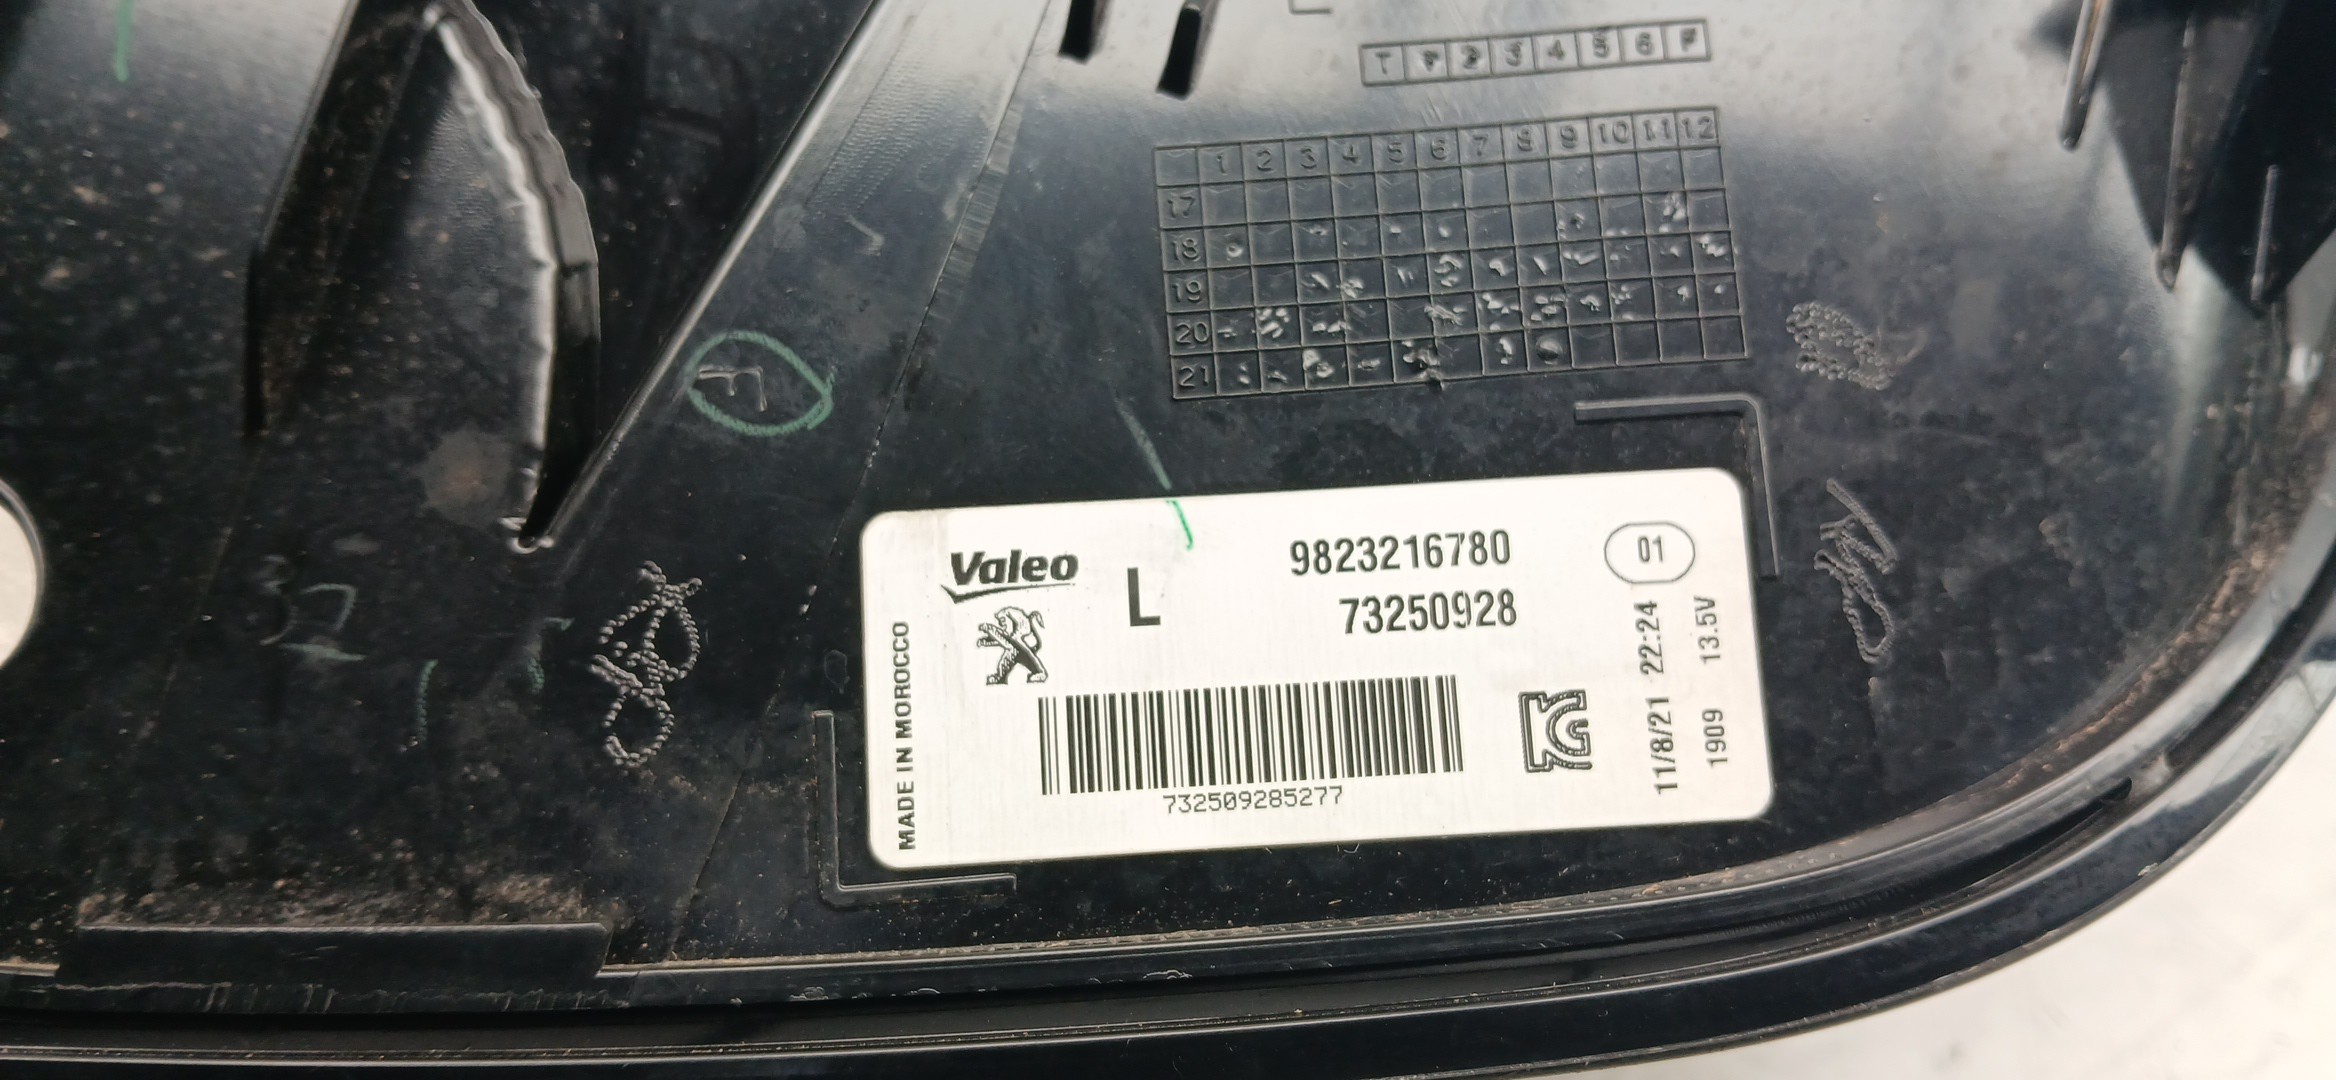 T 1 2 3 4 5 6 F
1 2 3 4 5 6 7 8 9 10 11 12
17
18
19
20
21
F
Valeo
L
9823216780
73250928
01
MADE IN MOROCCO
732509285277
11/8/21 22:24
1909 13.5V